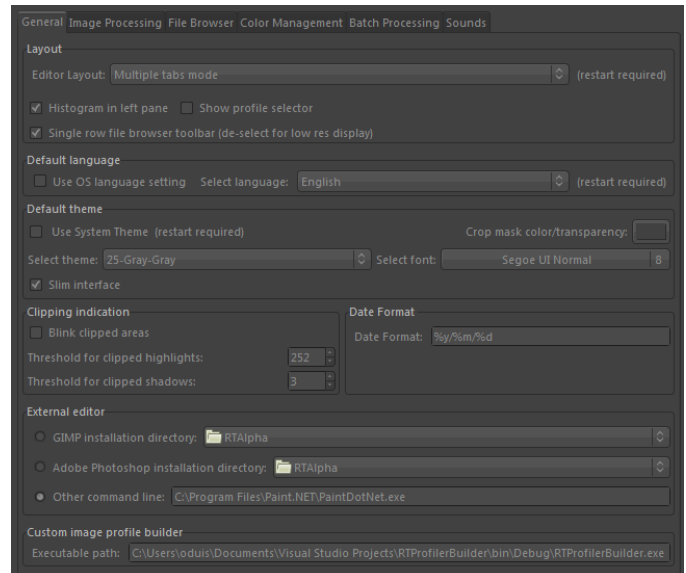 General Image Processing File Browser Color Management Batch Processing Sounds
Layout
Editor Layout: Multiple tabs mode (restart required)
Histogram in left pane Show profile selector
Single row file browser toolbar (de-select for low res display)
Default language
Use OS language setting Select language: English (restart required)
Default theme
Use System Theme (restart required) Crop mask color/transparency:
Select theme: 25-Gray-Gray Select font: Segoe UI Normal 8
Slim interface
Clipping indication Date Format
Blink clipped areas Date Format: %y/%m/%d
Threshold for clipped highlights: 252
Threshold for clipped shadows: 3
External editor
GIMP installation directory: RTAlpha
Adobe Photoshop installation directory: RTAlpha
Other command line: C:\Program Files\Paint.NET\PaintDotNet.exe
Custom image profile builder
Executable path: C:\Users\oduis\Documents\Visual Studio Projects\RTProfilerBuilder\bin\Debug\RTProfilerBuilder.exe